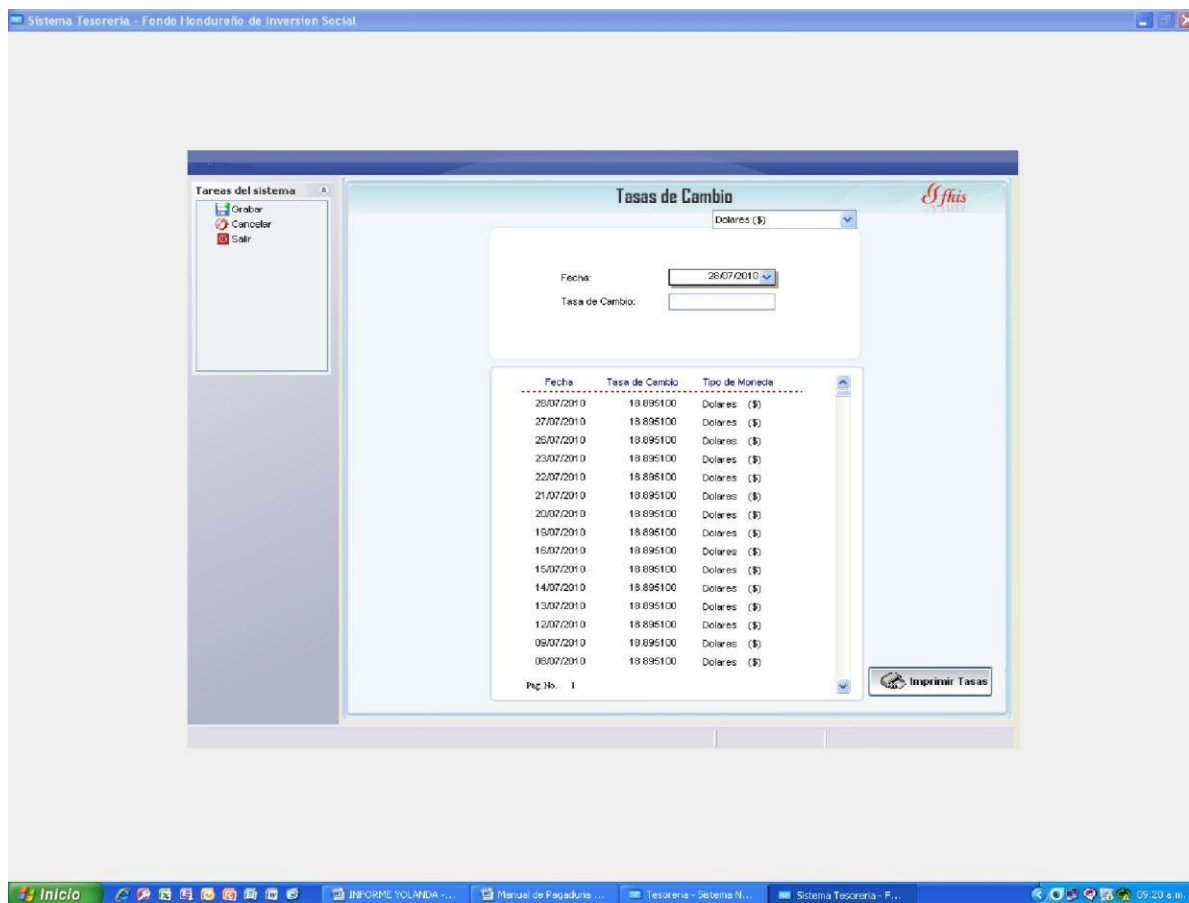 Sistema Tesoreria - Fondo Hondureño de Inversion Social
Tareas del sistema
Grabar
Cancelar
Salir
Tasas de Cambio
fhis
Dolares ($)
Fecha: 28/07/2010
Tasa de Cambio:
Fecha Tasa de Cambio Tipo de Moneda
28/07/2010 18.895100 Dolares ($)
27/07/2010 18.895100 Dolares ($)
26/07/2010 18.895100 Dolares ($)
23/07/2010 18.895100 Dolares ($)
22/07/2010 18.895100 Dolares ($)
21/07/2010 18.895100 Dolares ($)
20/07/2010 18.895100 Dolares ($)
19/07/2010 18.895100 Dolares ($)
16/07/2010 18.895100 Dolares ($)
15/07/2010 18.895100 Dolares ($)
14/07/2010 18.895100 Dolares ($)
13/07/2010 18.895100 Dolares ($)
12/07/2010 18.895100 Dolares ($)
09/07/2010 18.895100 Dolares ($)
08/07/2010 18.895100 Dolares ($)
Pag.No. 1
Imprimir Tasas
Inicio INFORME YOLANDA -... Manual de Pagaduria ... Tesoreria - Sistema N... Sistema Tesoreria - F... 09:20 a.m.